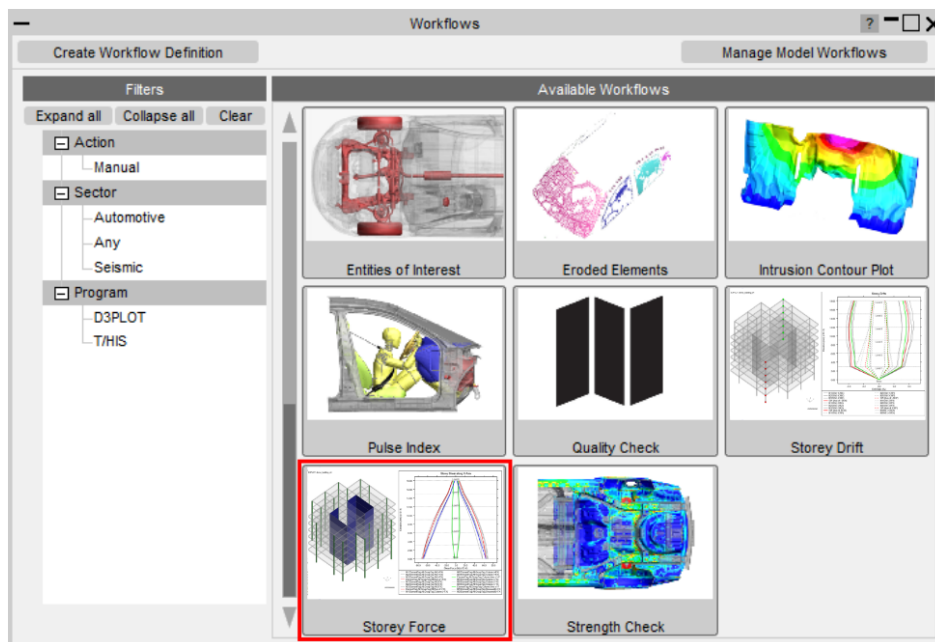 Workflows
?
Create Workflow Definition
Manage Model Workflows
Filters
Available Workflows
Expand all
Collapse all
Clear
Action
Manual
Sector
Automotive
Any
Seismic
Program
D3PLOT
T/HIS
Entities of Interest
Eroded Elements
Intrusion Contour Plot
Pulse Index
Quality Check
Storey Drift
Storey Force
Strength Check